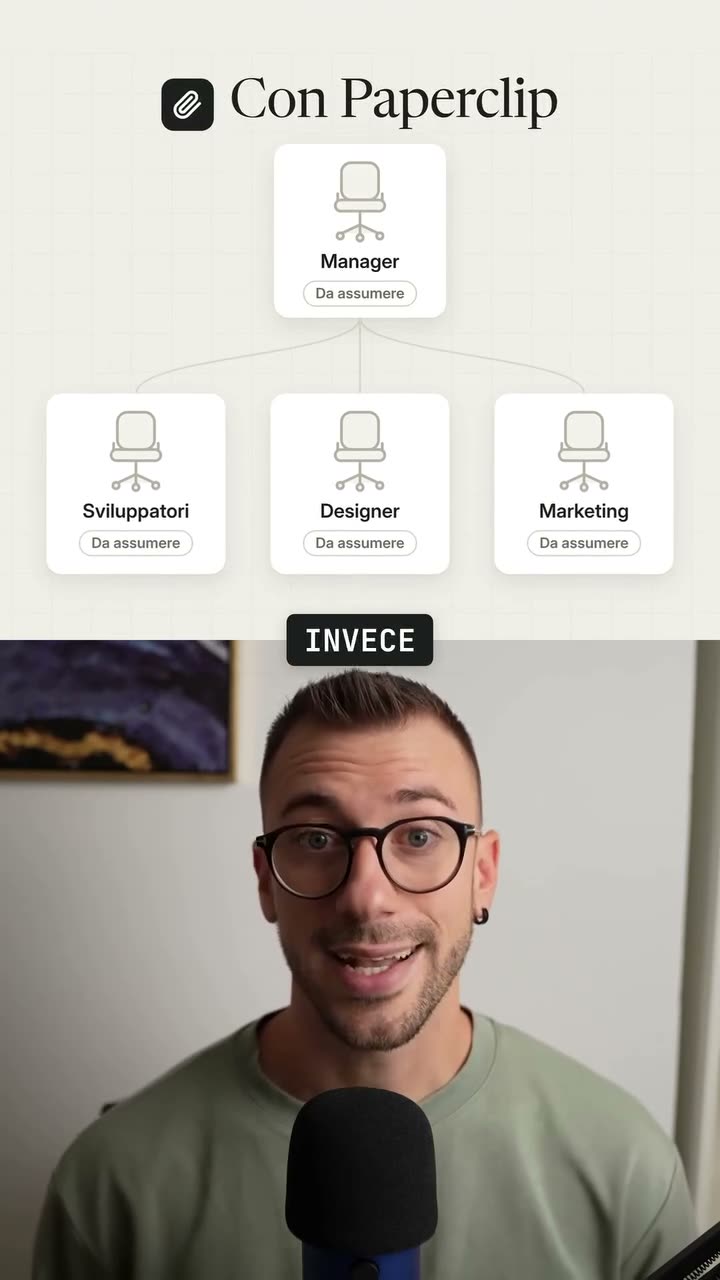 Con Paperclip
Manager
Da assumere
Sviluppatori
Da assumere
Designer
Da assumere
Marketing
Da assumere
INVECE